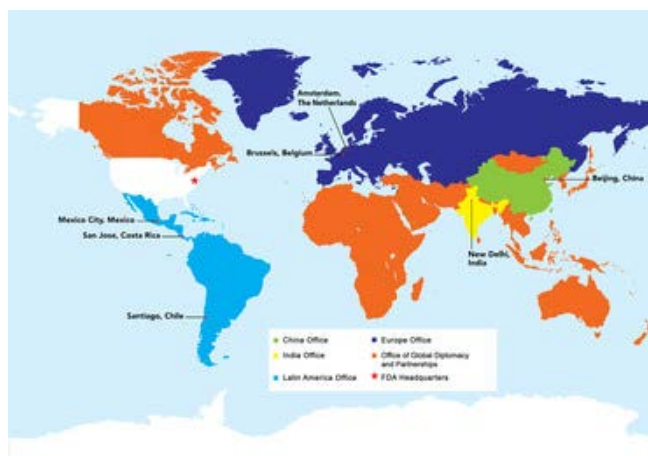 Amsterdam,
The Netherlands
Brussels, Belgium
Beijing, China
Mexico City, Mexico
San Jose, Costa Rica
New Delhi,
India
Santiago, Chile
China Office
Europe Office
India Office
Office of Global Diplomacy
and Partnerships
Latin America Office
FDA Headquarters